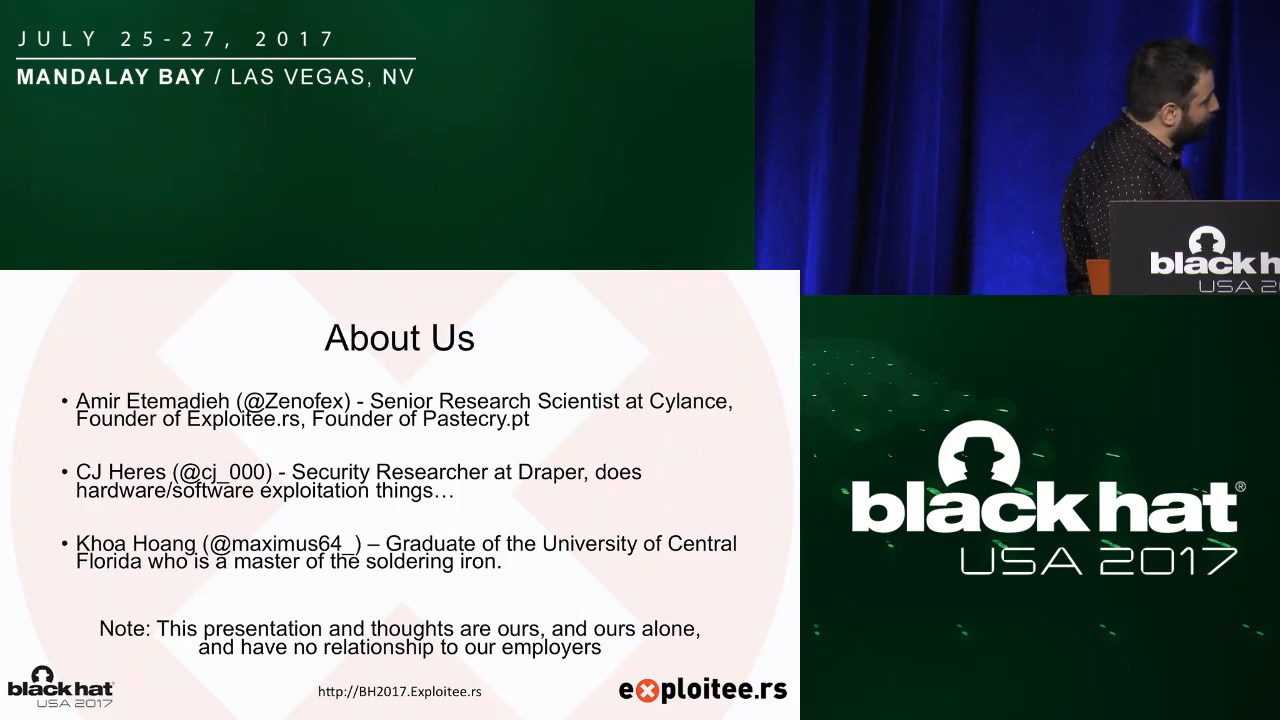 JULY 25-27, 2017
MANDALAY BAY / LAS VEGAS, NV
black h
USA 20
About Us
• Amir Etemadieh (@Zenofex) - Senior Research Scientist at Cylance,
Founder of Exploitee.rs, Founder of Pastecry.pt
• CJ Heres (@cj_000) - Security Researcher at Draper, does
hardware/software exploitation things…
• Khoa Hoang (@maximus64_) – Graduate of the University of Central
Florida who is a master of the soldering iron.
Note: This presentation and thoughts are ours, and ours alone,
and have no relationship to our employers
black hat
USA 2017
http://BH2017.Exploitee.rs
exploitee.rs
black hat®
USA 2017